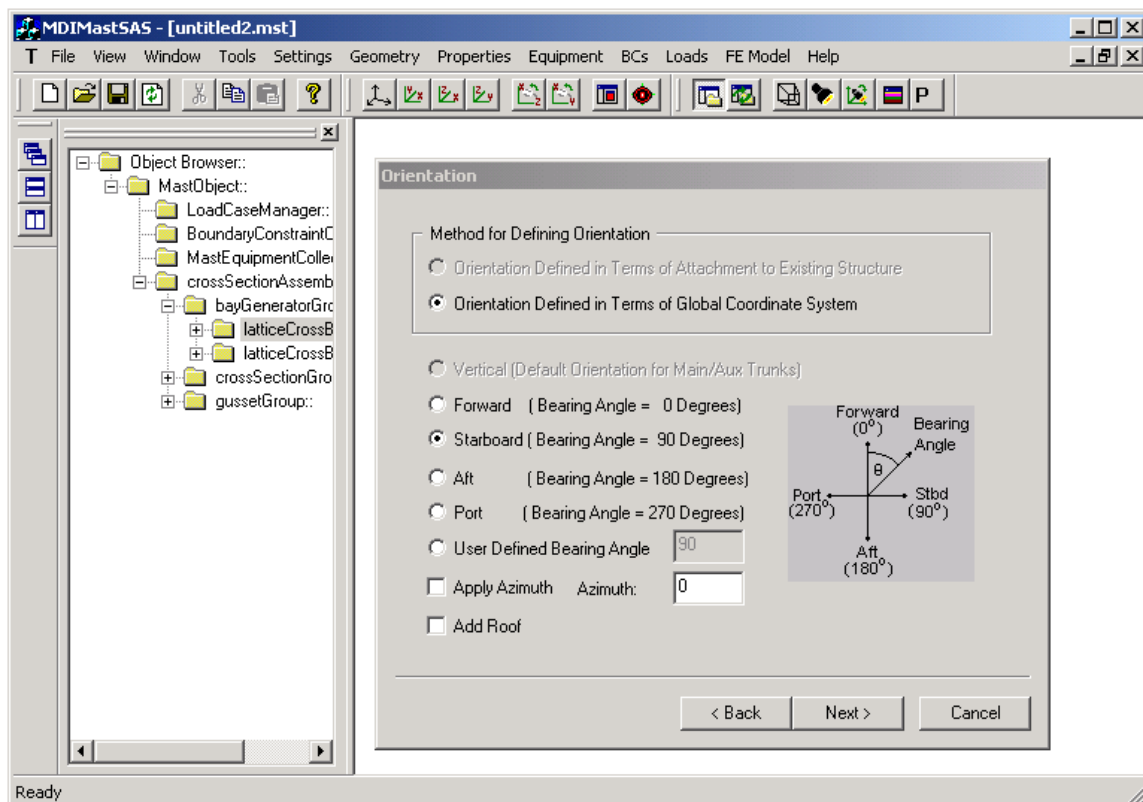 MDIMastSAS - [untitled2.mst]
T File View Window Tools Settings Geometry Properties Equipment BCs Loads FE Model Help
P
Object Browser::
MastObject::
LoadCaseManager::
BoundaryConstraintC
MastEquipmentCollec
crossSectionAssemb
bayGeneratorGro
latticeCrossB
latticeCrossB
crossSectionGro
gussetGroup::
Orientation
Method for Defining Orientation
Orientation Defined in Terms of Attachment to Existing Structure
Orientation Defined in Terms of Global Coordinate System
Vertical (Default Orientation for Main/Aux Trunks)
Forward ( Bearing Angle = 0 Degrees)
Starboard ( Bearing Angle = 90 Degrees)
Aft ( Bearing Angle = 180 Degrees)
Port ( Bearing Angle = 270 Degrees)
User Defined Bearing Angle 90
Apply Azimuth Azimuth: 0
Add Roof
Forward
(0°)
Bearing
Angle
θ
Port
(270°)
Stbd
(90°)
Aft
(180°)
< Back Next > Cancel
Ready